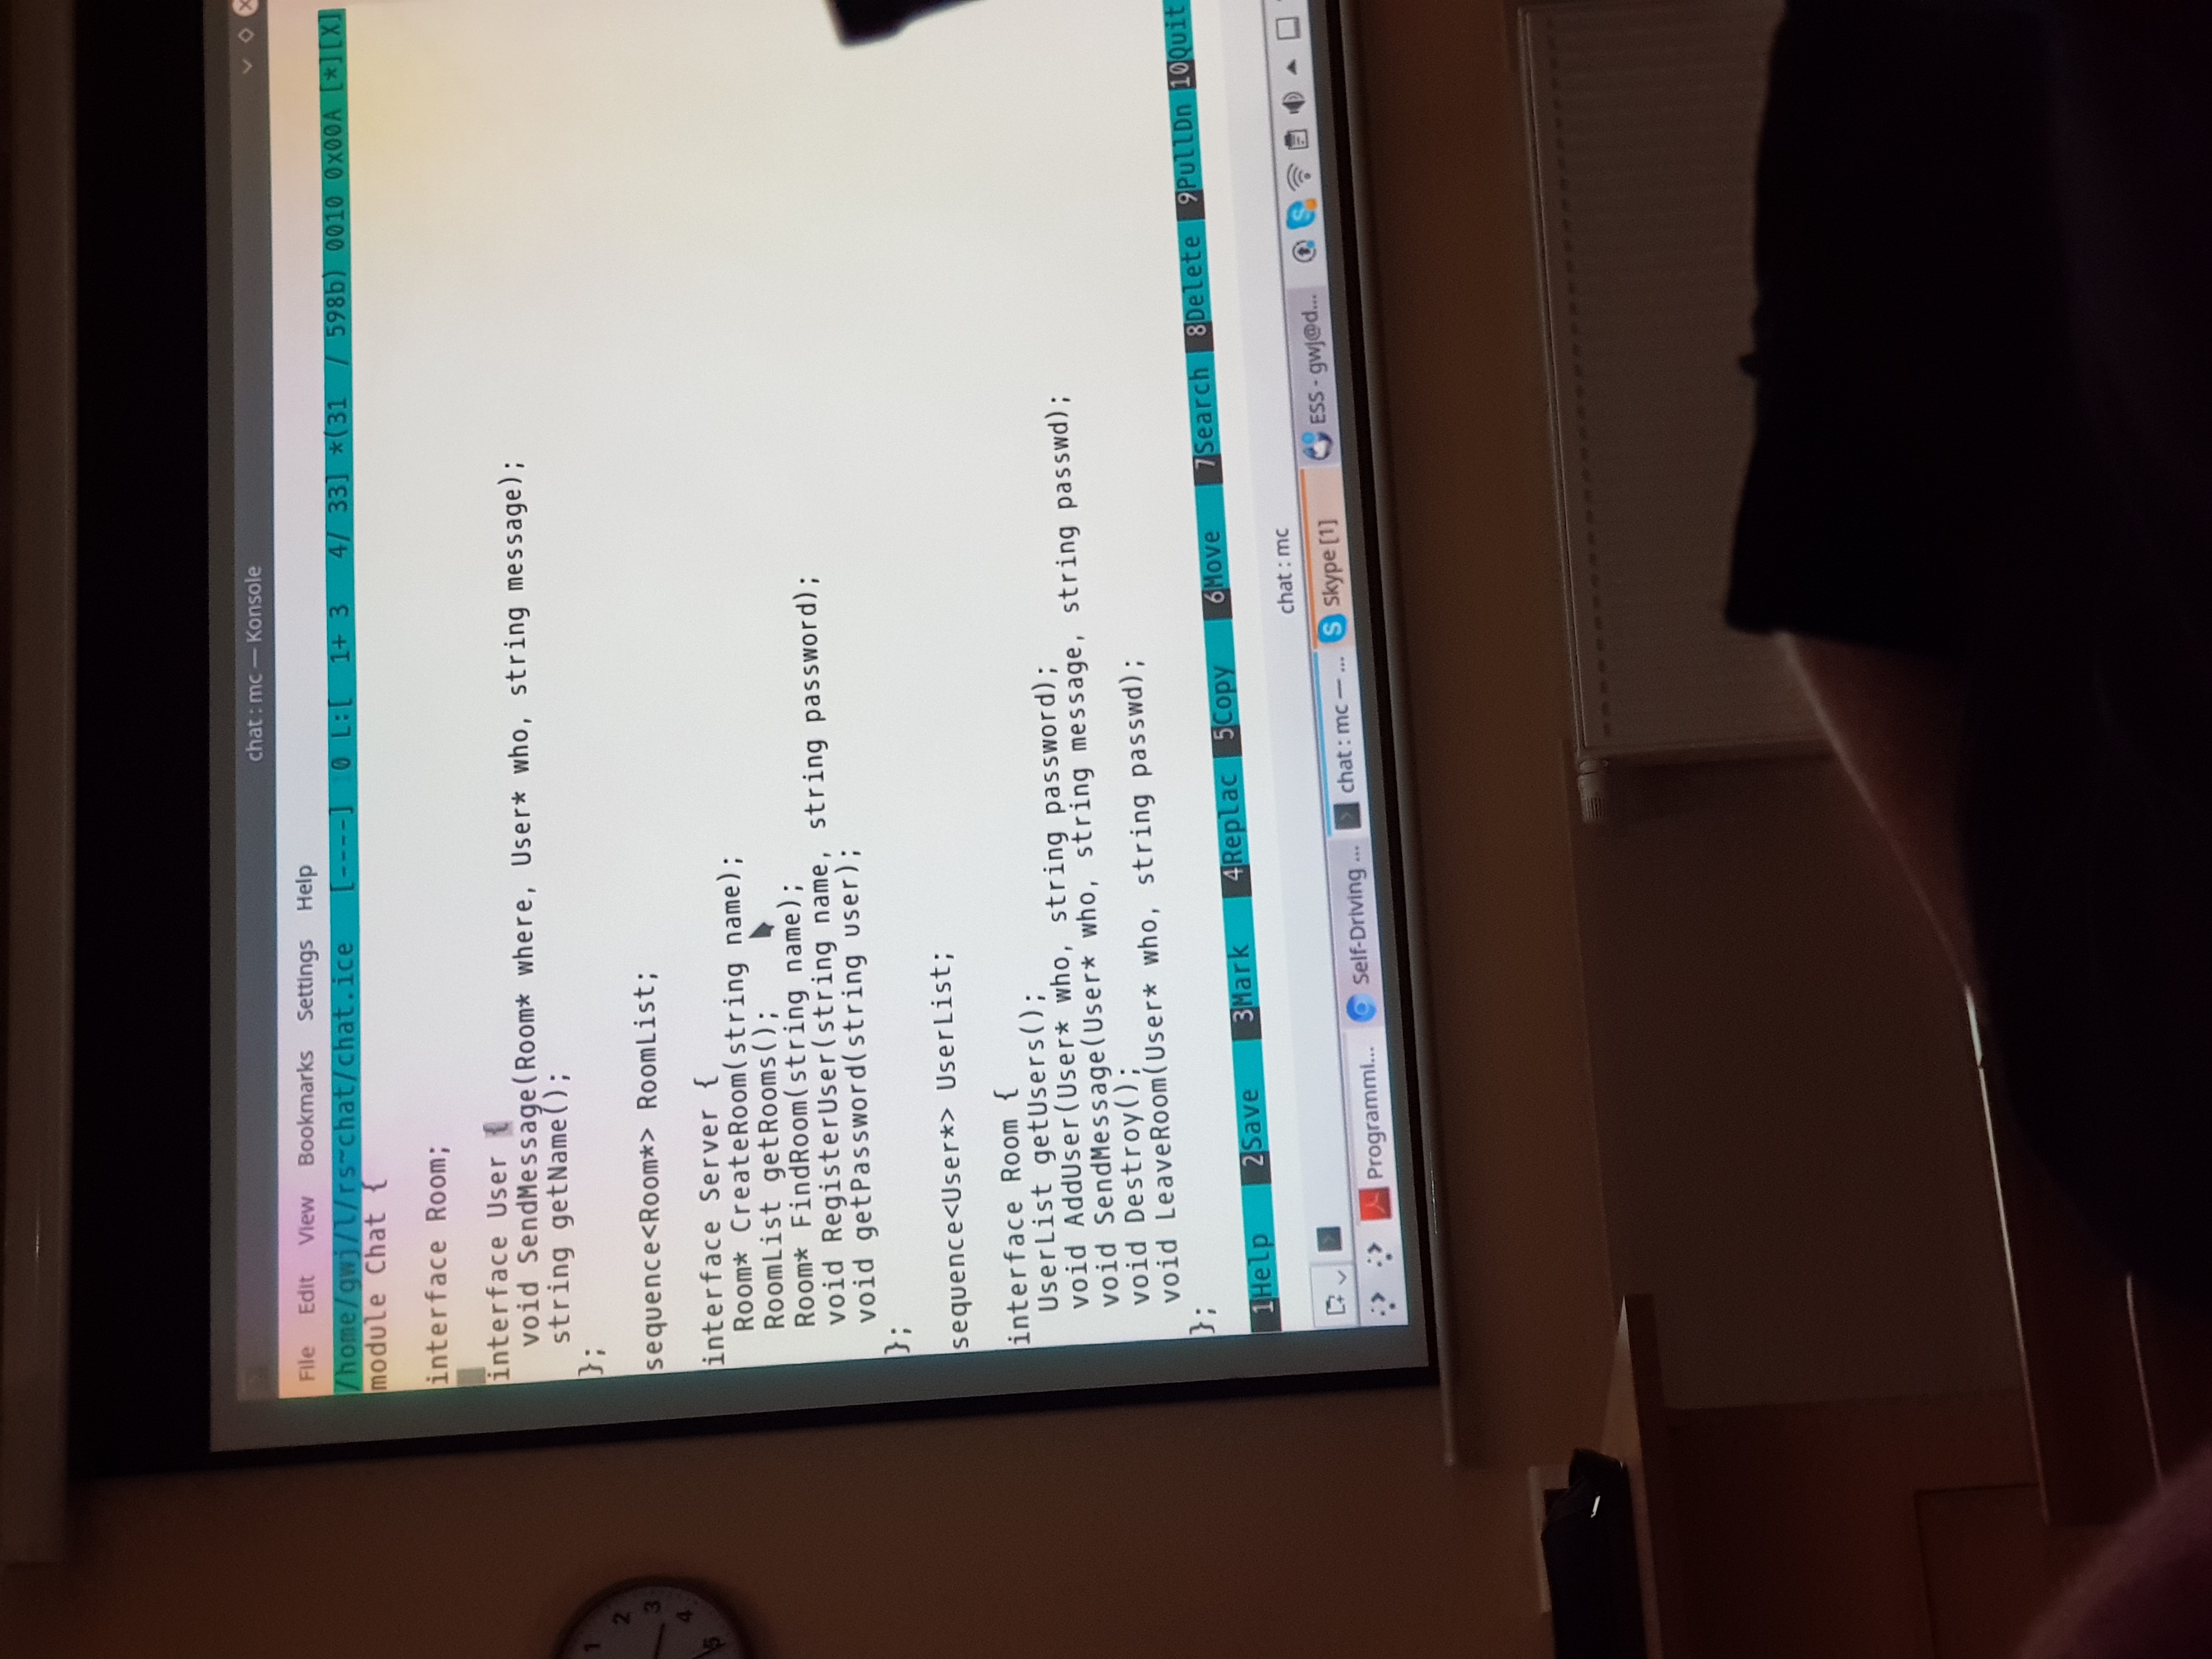 chat : mc — Konsole
File Edit View Bookmarks Settings Help
/home/gwj/l/rs~chat/chat.ice [----] 0 L:[ 1+ 3 4/ 33] *(31 / 598b) 0010 0x00A [*][X]
module Chat {
interface Room;
interface User {
void SendMessage(Room* where, User* who, string message);
string getName();
};
sequence<Room*> RoomList;
interface Server {
Room* CreateRoom(string name);
RoomList getRooms();
Room* FindRoom(string name);
void RegisterUser(string name, string password);
void getPassword(string user);
};
sequence<User*> UserList;
interface Room {
UserList getUsers();
void AddUser(User* who, string password);
void SendMessage(User* who, string message, string passwd);
void Destroy();
void LeaveRoom(User* who, string passwd);
};
1Help 2Save 3Mark 4Replac 5Copy 6Move 7Search 8Delete 9PullDn 10Quit
chat : mc
Programmi... Self-Driving ... chat : mc — ... Skype [1] ESS - gwj@d...
1
2
3
4
5